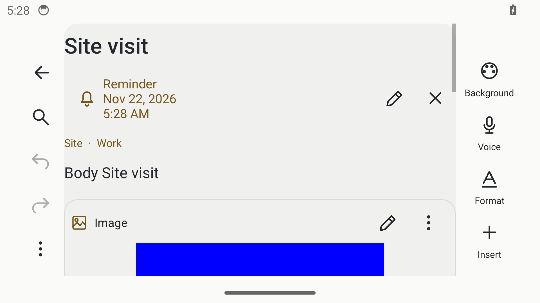 5:28
Site visit
Reminder
Nov 22, 2026
5:28 AM
Site · Work
Body Site visit
Image
Background
Voice
Format
Insert